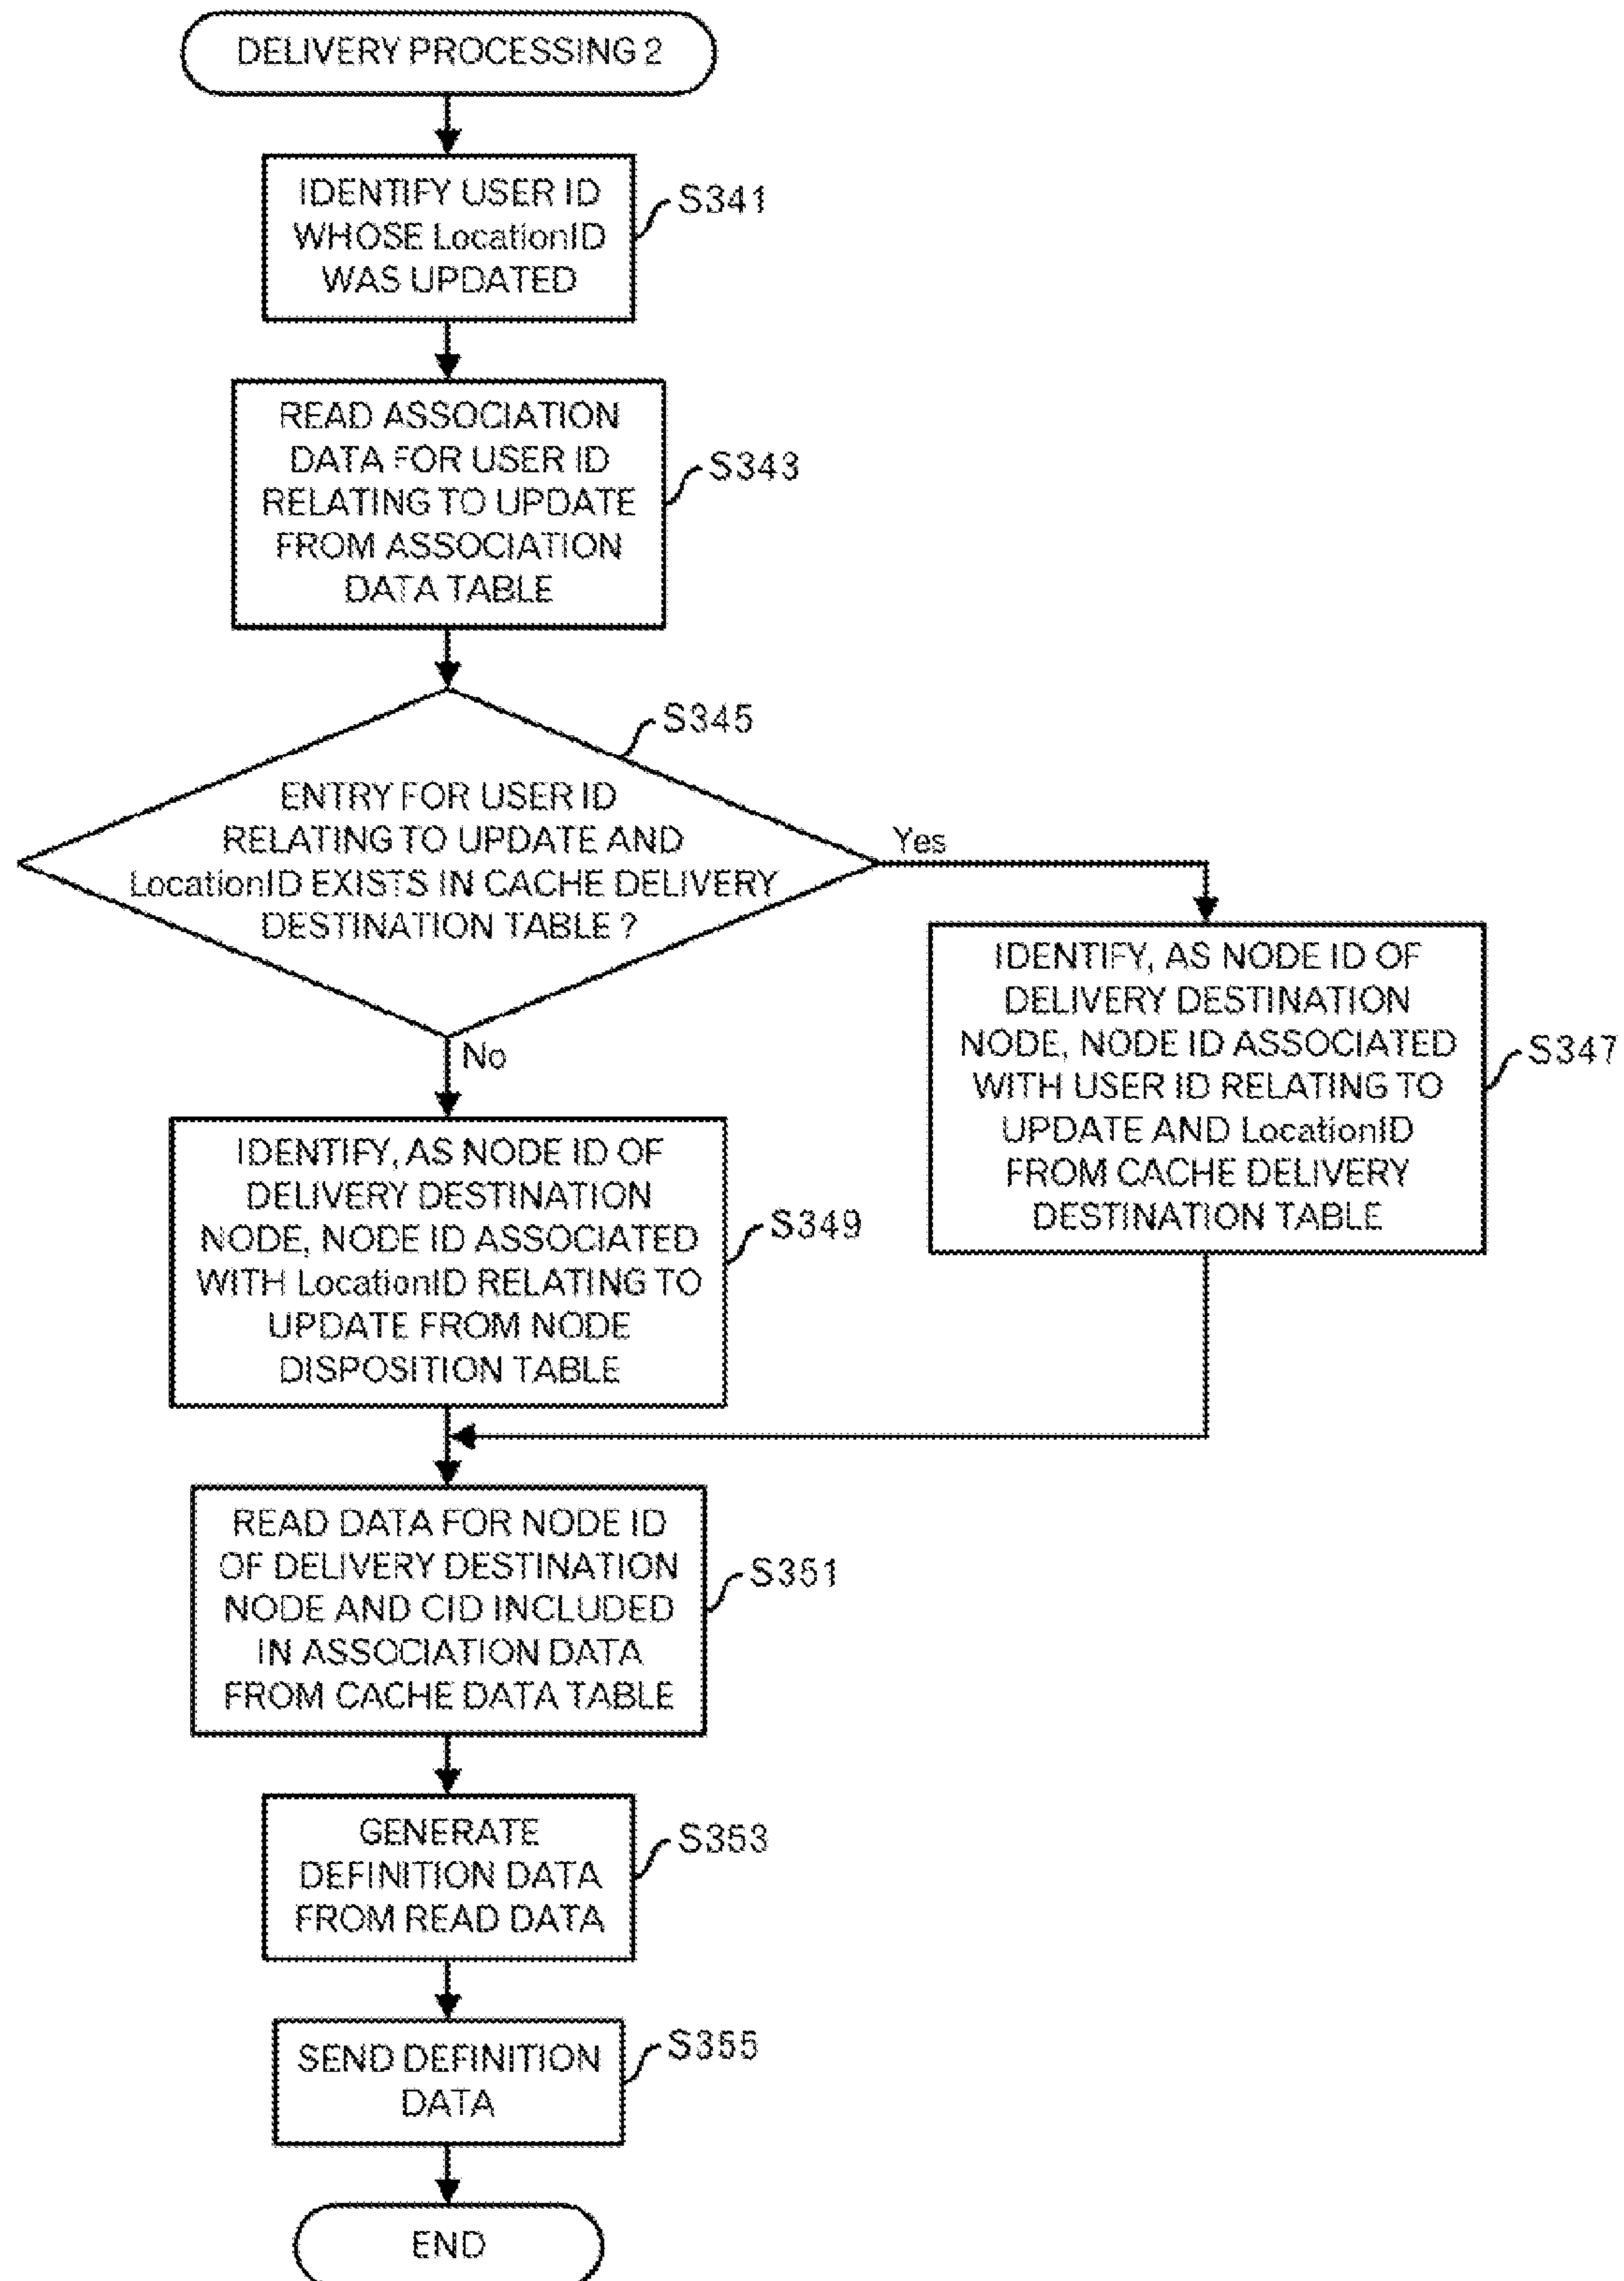 DELIVERY PROCESSING 2
IDENTIFY USER ID
WHOSE LocationID
WAS UPDATED
S341
READ ASSOCIATION
DATA FOR USER ID
RELATING TO UPDATE
FROM ASSOCIATION
DATA TABLE
S343
S345
ENTRY FOR USER ID
RELATING TO UPDATE AND
LocationID EXISTS IN CACHE DELIVERY
DESTINATION TABLE ?
Yes
No
IDENTIFY, AS NODE ID OF
DELIVERY DESTINATION
NODE, NODE ID ASSOCIATED
WITH USER ID RELATING TO
UPDATE AND LocationID
FROM CACHE DELIVERY
DESTINATION TABLE
S347
IDENTIFY, AS NODE ID OF
DELIVERY DESTINATION
NODE, NODE ID ASSOCIATED
WITH LocationID RELATING TO
UPDATE FROM NODE
DISPOSITION TABLE
S349
READ DATA FOR NODE ID
OF DELIVERY DESTINATION
NODE AND CID INCLUDED
IN ASSOCIATION DATA
FROM CACHE DATA TABLE
S351
GENERATE
DEFINITION DATA
FROM READ DATA
S353
SEND DEFINITION
DATA
S355
END